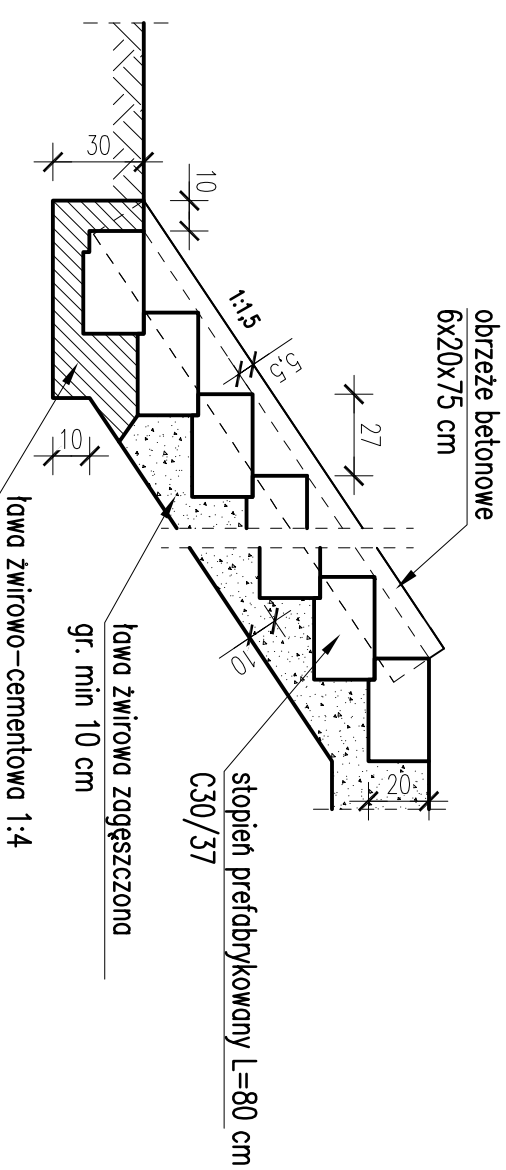 obrzeże betonowe
6x20x75 cm
30
10
1:1,5
5,5
27
10
10
20
stopień prefabrykowany L=80 cm
C30/37
ława żwirowa zagęszczona
gr. min 10 cm
ława żwirowo-cementowa 1:4